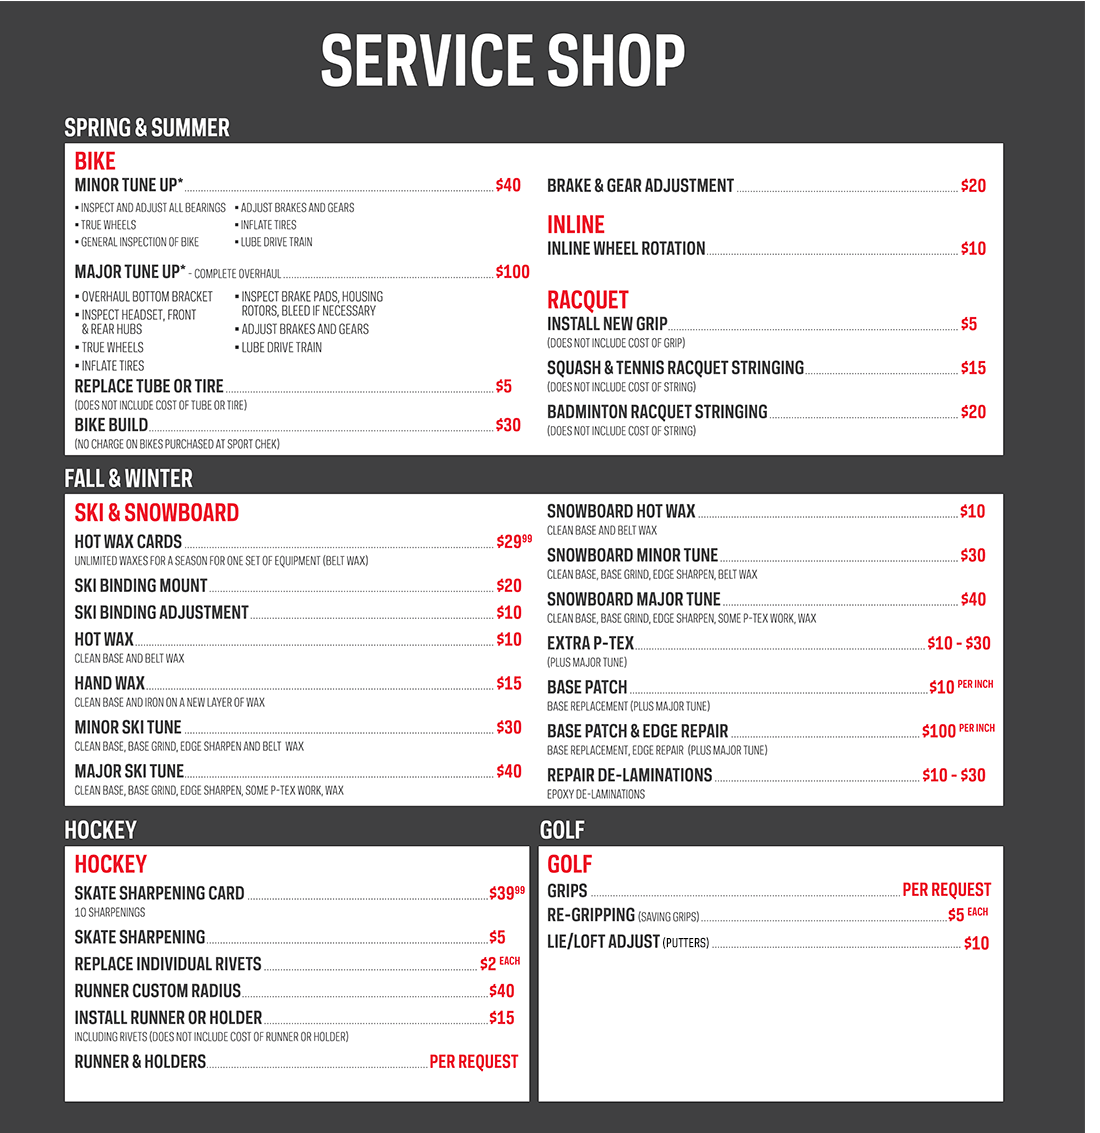 SERVICE SHOP
SPRING & SUMMER
BIKE
MINOR TUNE UP* $40
▪ INSPECT AND ADJUST ALL BEARINGS ▪ ADJUST BRAKES AND GEARS
▪ TRUE WHEELS ▪ INFLATE TIRES
▪ GENERAL INSPECTION OF BIKE ▪ LUBE DRIVE TRAIN
MAJOR TUNE UP* - COMPLETE OVERHAUL $100
▪ OVERHAUL BOTTOM BRACKET
▪ INSPECT HEADSET, FRONT
& REAR HUBS
▪ TRUE WHEELS
▪ INFLATE TIRES
▪ INSPECT BRAKE PADS, HOUSING
ROTORS, BLEED IF NECESSARY
▪ ADJUST BRAKES AND GEARS
▪ LUBE DRIVE TRAIN
REPLACE TUBE OR TIRE $5
(DOES NOT INCLUDE COST OF TUBE OR TIRE)
BIKE BUILD $30
(NO CHARGE ON BIKES PURCHASED AT SPORT CHEK)
BRAKE & GEAR ADJUSTMENT $20
INLINE
INLINE WHEEL ROTATION $10
RACQUET
INSTALL NEW GRIP $5
(DOES NOT INCLUDE COST OF GRIP)
SQUASH & TENNIS RACQUET STRINGING $15
(DOES NOT INCLUDE COST OF STRING)
BADMINTON RACQUET STRINGING $20
(DOES NOT INCLUDE COST OF STRING)
FALL & WINTER
SKI & SNOWBOARD
HOT WAX CARDS $29⁹⁹
UNLIMITED WAXES FOR A SEASON FOR ONE SET OF EQUIPMENT (BELT WAX)
SKI BINDING MOUNT $20
SKI BINDING ADJUSTMENT $10
HOT WAX $10
CLEAN BASE AND BELT WAX
HAND WAX $15
CLEAN BASE AND IRON ON A NEW LAYER OF WAX
MINOR SKI TUNE $30
CLEAN BASE, BASE GRIND, EDGE SHARPEN AND BELT WAX
MAJOR SKI TUNE $40
CLEAN BASE, BASE GRIND, EDGE SHARPEN, SOME P-TEX WORK, WAX
SNOWBOARD HOT WAX $10
CLEAN BASE AND BELT WAX
SNOWBOARD MINOR TUNE $30
CLEAN BASE, BASE GRIND, EDGE SHARPEN, BELT WAX
SNOWBOARD MAJOR TUNE $40
CLEAN BASE, BASE GRIND, EDGE SHARPEN, SOME P-TEX WORK, WAX
EXTRA P-TEX $10 - $30
(PLUS MAJOR TUNE)
BASE PATCH $10 PER INCH
BASE REPLACEMENT (PLUS MAJOR TUNE)
BASE PATCH & EDGE REPAIR $100 PER INCH
BASE REPLACEMENT, EDGE REPAIR (PLUS MAJOR TUNE)
REPAIR DE-LAMINATIONS $10 - $30
EPOXY DE-LAMINATIONS
HOCKEY
HOCKEY
SKATE SHARPENING CARD $39⁹⁹
10 SHARPENINGS
SKATE SHARPENING $5
REPLACE INDIVIDUAL RIVETS $2 EACH
RUNNER CUSTOM RADIUS $40
INSTALL RUNNER OR HOLDER $15
INCLUDING RIVETS (DOES NOT INCLUDE COST OF RUNNER OR HOLDER)
RUNNER & HOLDERS PER REQUEST
GOLF
GOLF
GRIPS PER REQUEST
RE-GRIPPING (SAVING GRIPS) $5 EACH
LIE/LOFT ADJUST (PUTTERS) $10